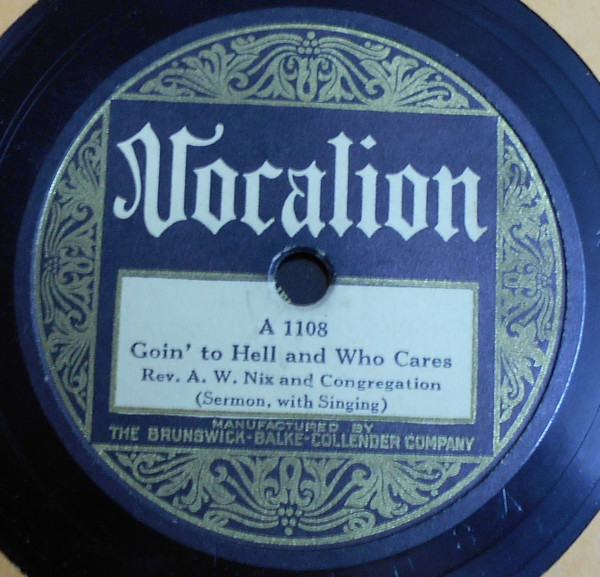 Vocalion
A 1108
Goin' to Hell and Who Cares
Rev. A. W. Nix and Congregation
(Sermon, with Singing)
MANUFACTURED BY
THE BRUNSWICK-BALKE-COLLENDER COMPANY